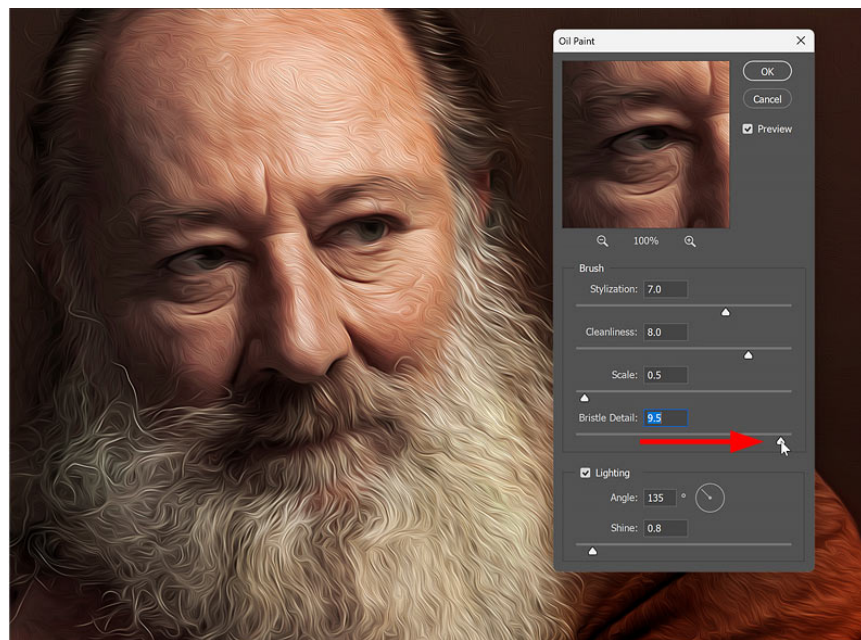 Oil Paint
OK
Cancel
Preview
100%
Brush
Stylization: 7.0
Cleanliness: 8.0
Scale: 0.5
Bristle Detail: 9.5
Lighting
Angle: 135 °
Shine: 0.8